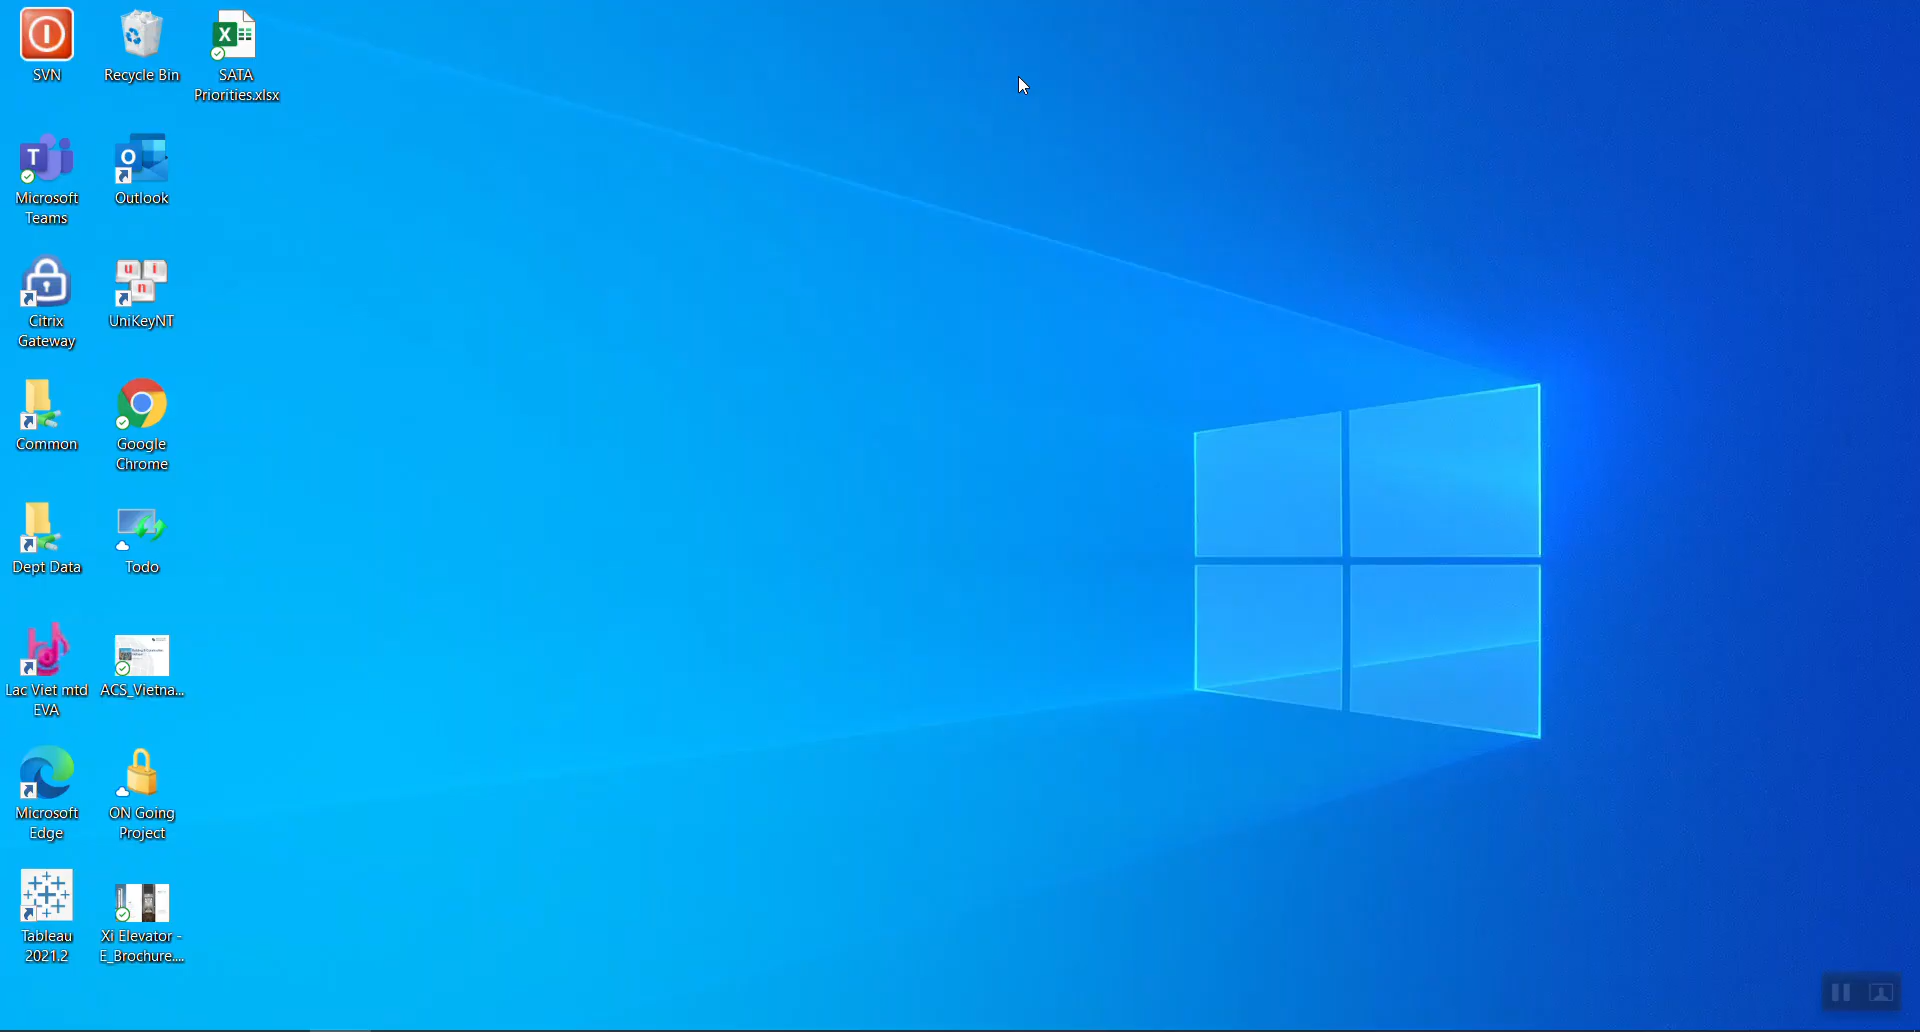 SVN
Recycle Bin
SATA
Priorities.xlsx
Microsoft
Teams
Outlook
Citrix
Gateway
UniKeyNT
Common
Google
Chrome
Dept Data
Todo
Lac Viet mtd
EVA
ACS_Vietna...
Microsoft
Edge
ON Going
Project
Tableau
2021.2
Xi Elevator -
E_Brochure....